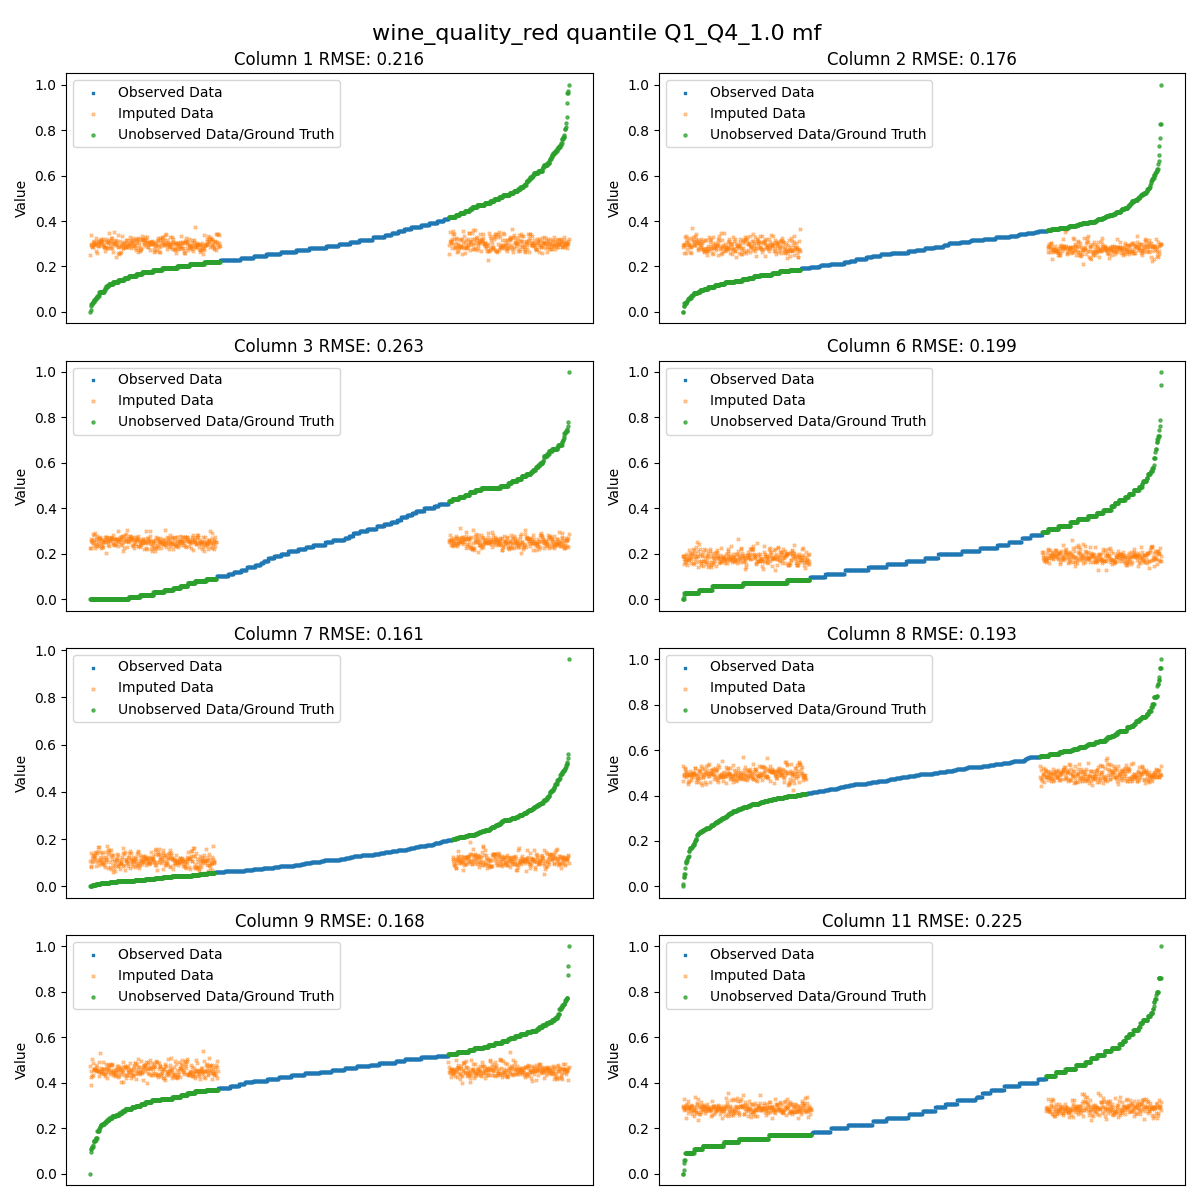 wine_quality_red quantile Q1_Q4_1.0 mf
Column 1 RMSE: 0.216
1.0
0.8
0.6
0.4
0.2
0.0
Value
Observed Data
Imputed Data
Unobserved Data/Ground Truth
Column 2 RMSE: 0.176
1.0
0.8
0.6
0.4
0.2
0.0
Value
Observed Data
Imputed Data
Unobserved Data/Ground Truth
Column 3 RMSE: 0.263
1.0
0.8
0.6
0.4
0.2
0.0
Value
Observed Data
Imputed Data
Unobserved Data/Ground Truth
Column 6 RMSE: 0.199
1.0
0.8
0.6
0.4
0.2
0.0
Value
Observed Data
Imputed Data
Unobserved Data/Ground Truth
Column 7 RMSE: 0.161
1.0
0.8
0.6
0.4
0.2
0.0
Value
Observed Data
Imputed Data
Unobserved Data/Ground Truth
Column 8 RMSE: 0.193
1.0
0.8
0.6
0.4
0.2
0.0
Value
Observed Data
Imputed Data
Unobserved Data/Ground Truth
Column 9 RMSE: 0.168
1.0
0.8
0.6
0.4
0.2
0.0
Value
Observed Data
Imputed Data
Unobserved Data/Ground Truth
Column 11 RMSE: 0.225
1.0
0.8
0.6
0.4
0.2
0.0
Value
Observed Data
Imputed Data
Unobserved Data/Ground Truth